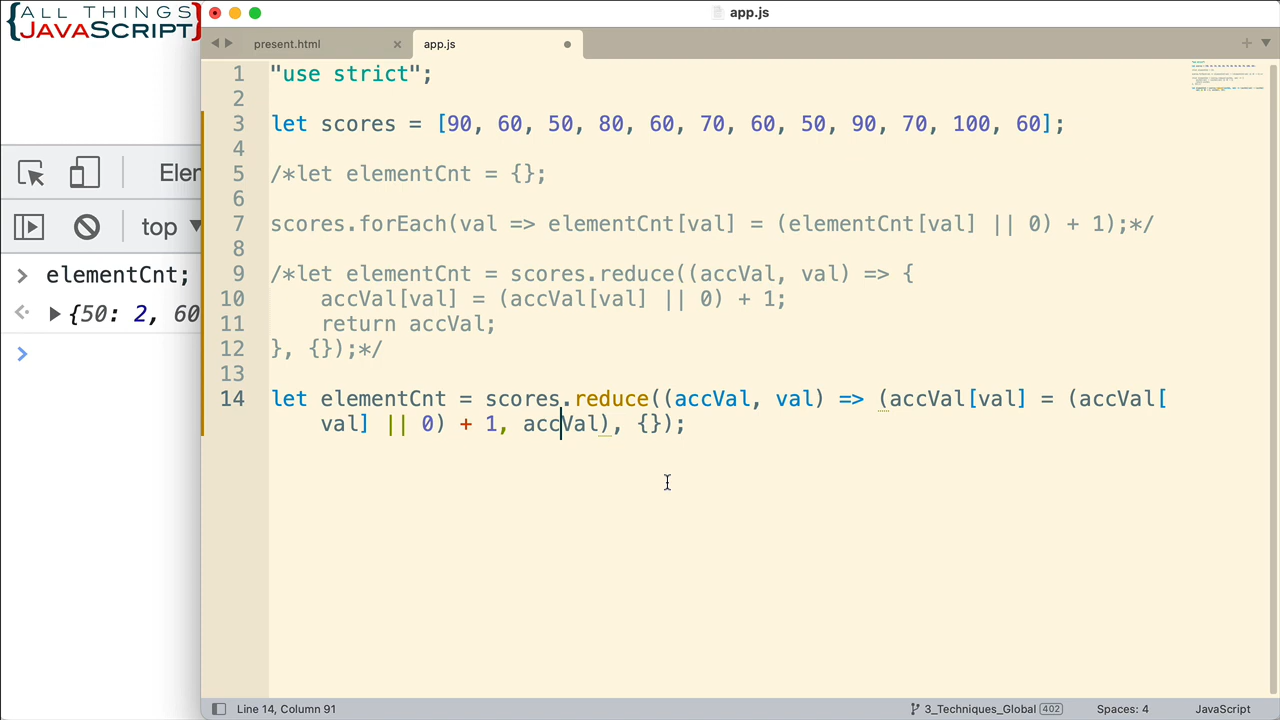 {ALL THINGS
JAVASCRIPT}
app.js
present.html
app.js
Eler
top
elementCnt;
{50: 2, 60
1 "use strict";
2
3 let scores = [90, 60, 50, 80, 60, 70, 60, 50, 90, 70, 100, 60];
4
5 /*let elementCnt = {};
6
7 scores.forEach(val => elementCnt[val] = (elementCnt[val] || 0) + 1);*/
8
9 /*let elementCnt = scores.reduce((accVal, val) => {
10 accVal[val] = (accVal[val] || 0) + 1;
11 return accVal;
12 }, {});*/
13
14 let elementCnt = scores.reduce((accVal, val) => (accVal[val] = (accVal[
val] || 0) + 1, accVal), {});
Line 14, Column 91
3_Techniques_Global 402
Spaces: 4
JavaScript